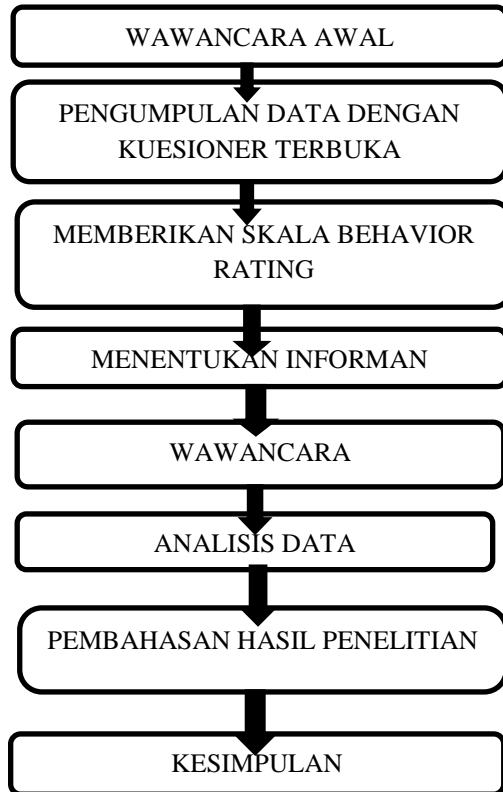 WAWANCARA AWAL
PENGUMPULAN DATA DENGAN
KUESIONER TERBUKA
MEMBERIKAN SKALA BEHAVIOR
RATING
MENENTUKAN INFORMAN
WAWANCARA
ANALISIS DATA
PEMBAHASAN HASIL PENELITIAN
KESIMPULAN